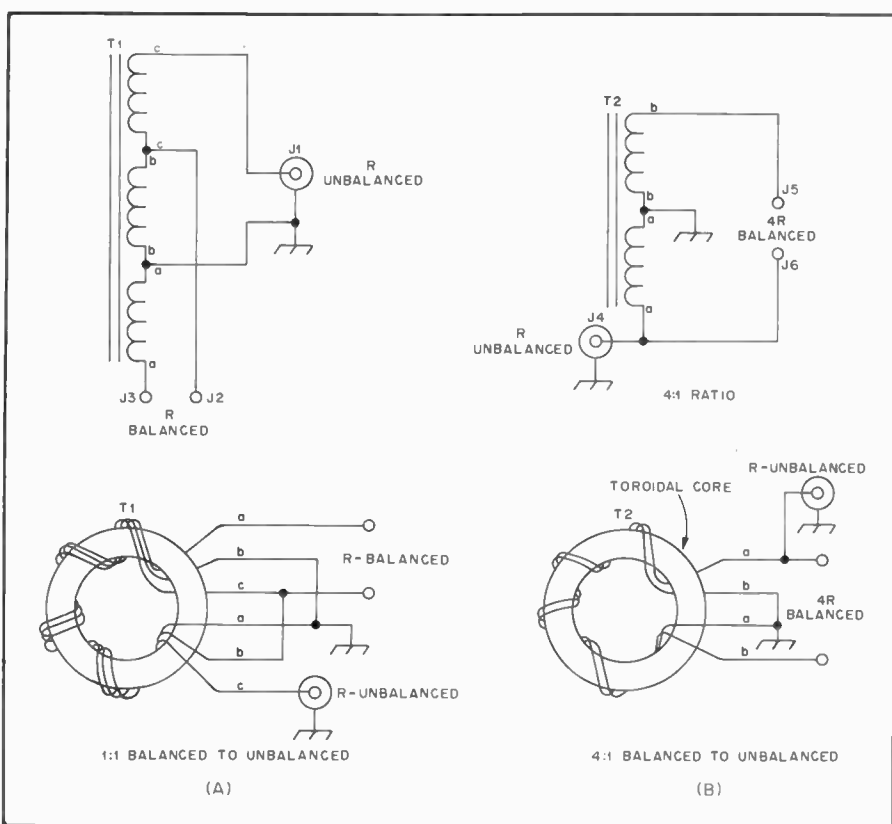 T1
c
c
b
b
a
a
J1
R
UNBALANCED
J3
J2
R
BALANCED
T2
b
b
a
a
J5
4R
BALANCED
J6
J4
R
UNBALANCED
4:1 RATIO
T1
a
b
c
a
b
c
R-BALANCED
R-UNBALANCED
1:1 BALANCED TO UNBALANCED
(A)
TOROIDAL CORE
R-UNBALANCED
T2
a
b
a
b
4R
BALANCED
4:1 BALANCED TO UNBALANCED
(B)